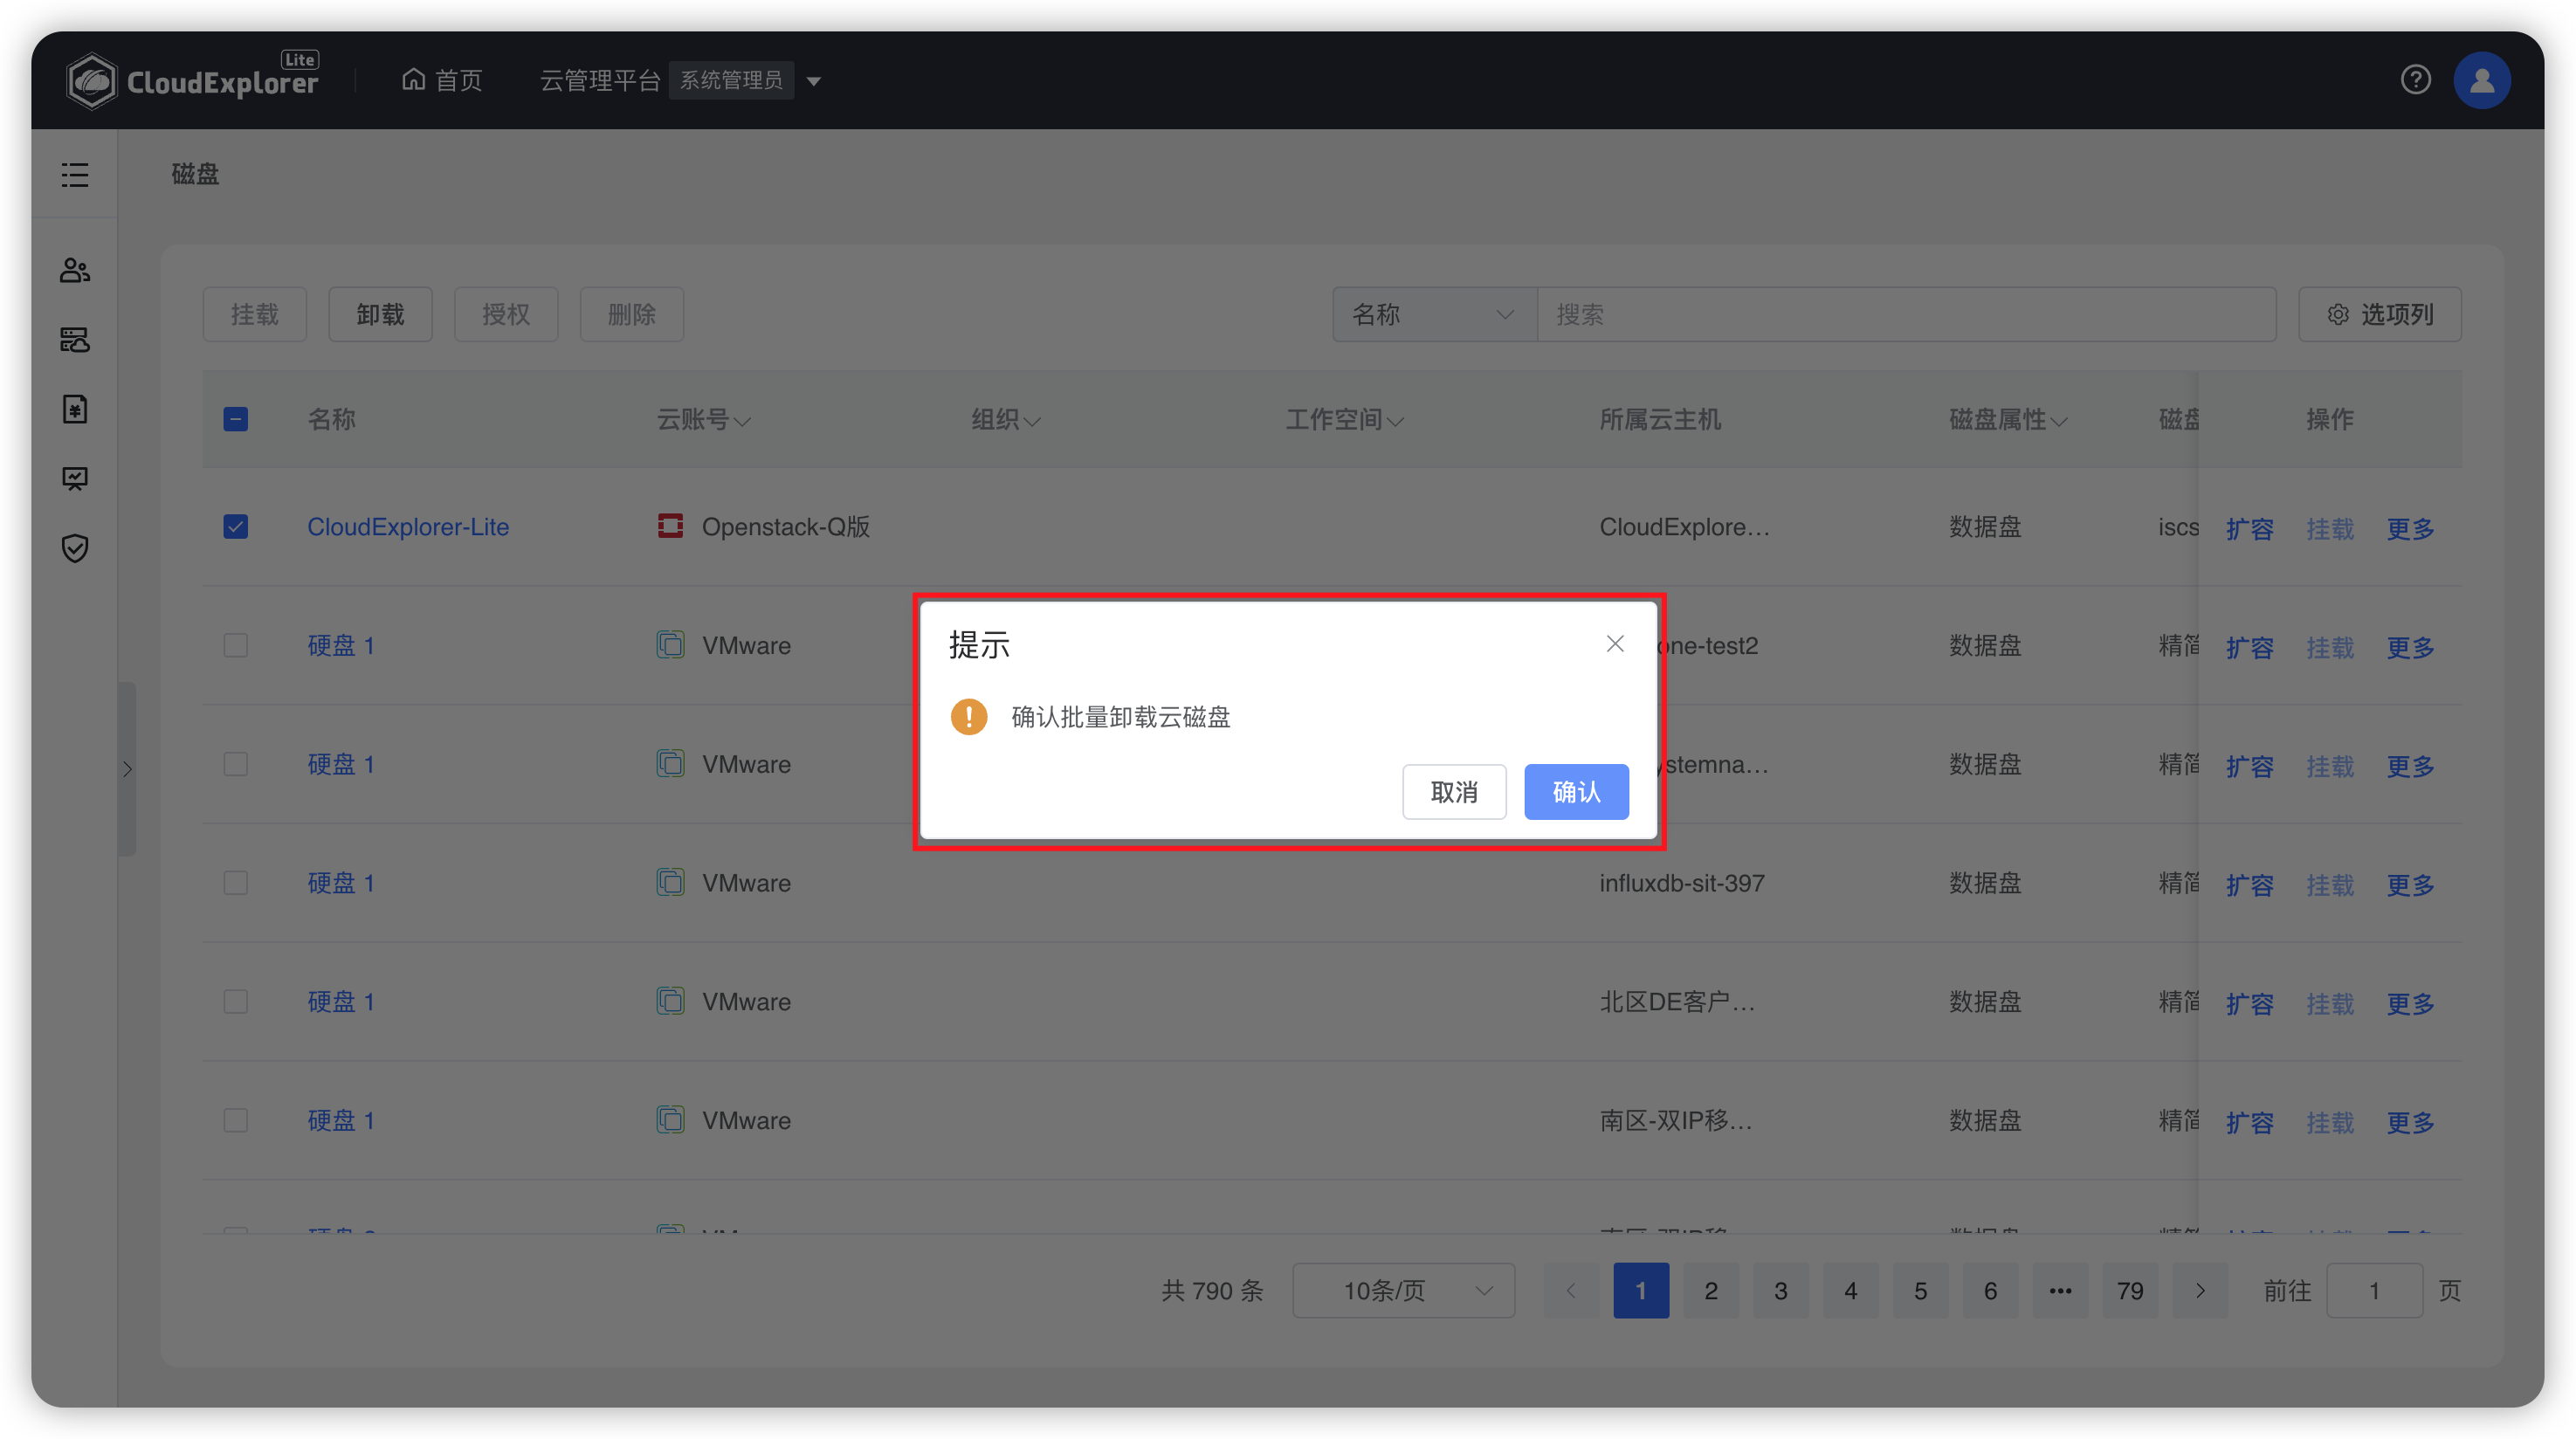 CloudExplorer Lite
首页
云管理平台 系统管理员
磁盘
挂载 卸载 授权 删除 名称 搜索 选项列
名称 云账号 组织 工作空间 所属云主机 磁盘属性 磁盘 操作
CloudExplorer-Lite Openstack-Q版 CloudExplore... 数据盘 iscs 扩容 挂载 更多
硬盘 1 VMware one-test2 数据盘 精简 扩容 挂载 更多
硬盘 1 VMware ystemna... 数据盘 精简 扩容 挂载 更多
硬盘 1 VMware influxdb-sit-397 数据盘 精简 扩容 挂载 更多
硬盘 1 VMware 北区DE客户... 数据盘 精简 扩容 挂载 更多
硬盘 1 VMware 南区-双IP移... 数据盘 精简 扩容 挂载 更多
提示
确认批量卸载云磁盘
取消 确认
共 790 条 10条/页 1 2 3 4 5 6 ••• 79 前往 1 页